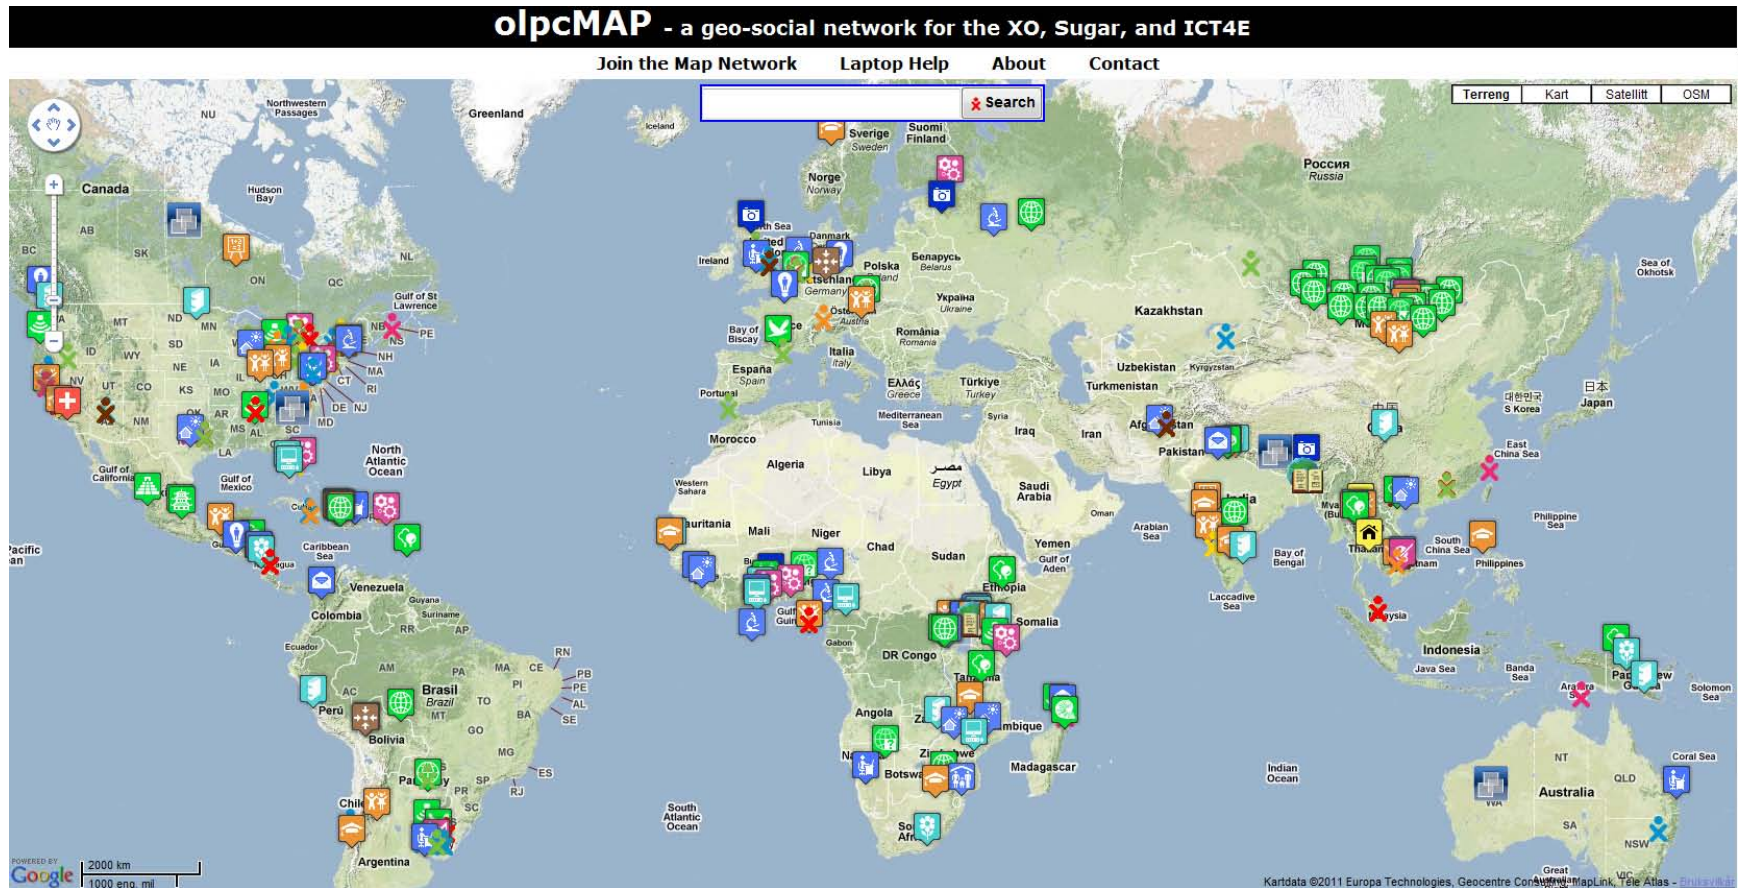 olpcMAP - a geo-social network for the XO, Sugar, and ICT4E
Join the Map Network Laptop Help About Contact
Search
Terreng Kart Satellitt OSM
Northwestern
Passages
NU
Greenland
Iceland
Sverige
Sweden
Suomi
Finland
Norge
Norway
Россия
Russia
Canada
Hudson
Bay
AB
BC
SK
ON
QC
NL
Gulf of St
Lawrence
NB
PE
NS
MT
ND
MN
SD
ID
WY
IA
NE
IL
NV
UT
CO
KS
MO
NM
OK
AR
MS
AL
SC
LA
NH
MA
CT
RI
DE
NJ
MD
Ireland
Danmark
Germany
Polska
Беларусь
Belarus
Україна
Ukraine
Austria
România
Romania
Bay of
Biscay
Italia
Italy
España
Spain
Portugal
Ελλάς
Greece
Türkiye
Turkey
Mediterranean
Sea
Syria
Tunisia
Iraq
Iran
Kazakhstan
Uzbekistan
Kyrgyzstan
Turkmenistan
Pakistan
Sea of
Okhotsk
日本
Japan
대한민국
S Korea
East
China Sea
Philippine
Sea
North
Atlantic
Ocean
Morocco
Algeria
Libya
مصر
Egypt
Western
Sahara
Saudi
Arabia
Oman
Yemen
Gulf of
Aden
Arabian
Sea
Bay of
Bengal
Laccadive
Sea
South
China Sea
Philippines
Gulf of
California
Gulf of
Mexico
Caribbean
Sea
Venezuela
Guyana
Suriname
Colombia
Ecuador
Perú
Brasil
Brazil
Bolivia
RR
AP
AM
PA
MA
CE
RN
PB
PE
AL
SE
PI
TO
BA
AC
MT
GO
MG
ES
RJ
SP
PR
SC
Argentina
Mali
Niger
Chad
Sudan
Ethiopia
Somalia
Gabon
DR Congo
Angola
Madagascar
South
Atlantic
Ocean
Indian
Ocean
Indonesia
Java Sea
Banda
Sea
Solomon
Sea
Coral Sea
NT
QLD
WA
Australia
SA
NSW
VIC
POWERED BY
Google
2000 km
1000 eng. mil
Kartdata ©2011 Europa Technologies, Geocentre Consulting, MapLink, Tele Atlas - Bruksvilkår